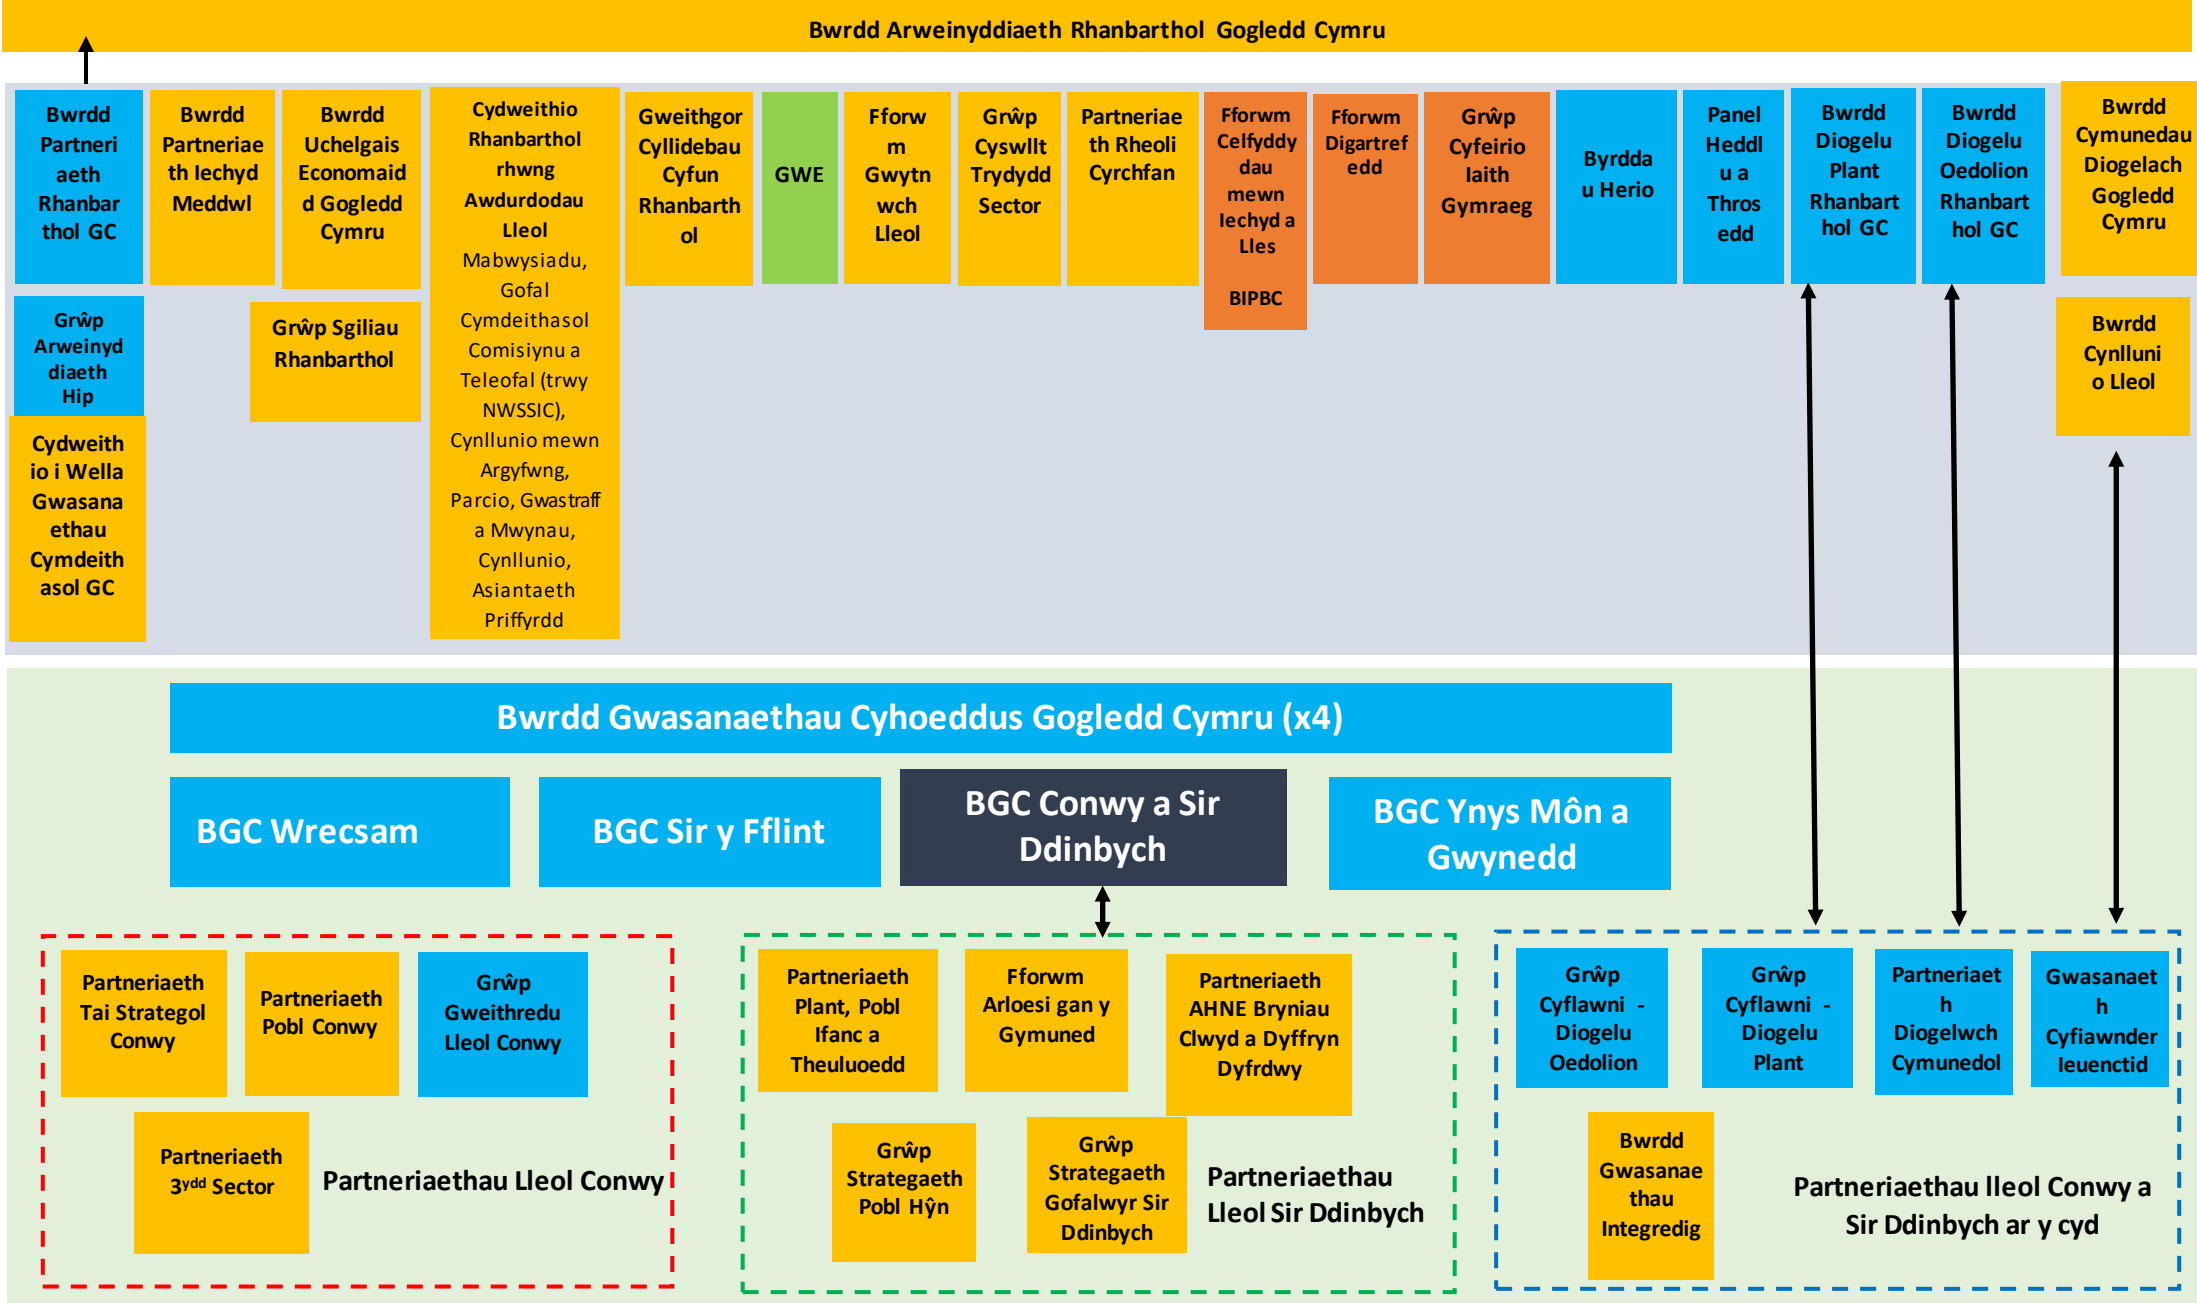 Bwrdd Arweinyddiaeth Rhanbarthol Gogledd Cymru
Bwrdd
Partneri
aeth
Rhanbar
thol GC
Bwrdd
Partneriae
th Iechyd
Meddwl
Bwrdd
Uchelgais
Economaid
d Gogledd
Cymru
Cydweithio
Rhanbarthol
rhwng
Awdurdodau
Lleol
Mabwysiadu,
Gofal
Cymdeithasol
Comisiynu a
Teleofal (trwy
NWSSIC),
Cynllunio mewn
Argyfwng,
Parcio, Gwastraff
a Mwynau,
Cynllunio,
Asiantaeth
Priffyrdd
Gweithgor
Cyllidebau
Cyfun
Rhanbarth
ol
GWE
Fforw
m
Gwytn
wch
Lleol
Grŵp
Cyswllt
Trydydd
Sector
Partneriae
th Rheoli
Cyrchfan
Fforwm
Celfyddy
dau
mewn
Iechyd a
Lles
BIPBC
Fforwm
Digartref
edd
Grŵp
Cyfeirio
Iaith
Gymraeg
Byrdda
u Herio
Panel
Heddl
u a
Thros
edd
Bwrdd
Diogelu
Plant
Rhanbart
hol GC
Bwrdd
Diogelu
Oedolion
Rhanbart
hol GC
Bwrdd
Cymunedau
Diogelach
Gogledd
Cymru
Grŵp
Arweinyd
diaeth
Hip
Grŵp Sgiliau
Rhanbarthol
Bwrdd
Cynlluni
o Lleol
Cydweith
io i Wella
Gwasana
ethau
Cymdeith
asol GC
Bwrdd Gwasanaethau Cyhoeddus Gogledd Cymru (x4)
BGC Wrecsam
BGC Sir y Fflint
BGC Conwy a Sir
Ddinbych
BGC Ynys Môn a
Gwynedd
Partneriaeth
Tai Strategol
Conwy
Partneriaeth
Pobl Conwy
Grŵp
Gweithredu
Lleol Conwy
Partneriaeth
3ydd Sector
Partneriaethau Lleol Conwy
Partneriaeth
Plant, Pobl
Ifanc a
Theuluoedd
Fforwm
Arloesi gan y
Gymuned
Partneriaeth
AHNE Bryniau
Clwyd a Dyffryn
Dyfrdwy
Grŵp
Strategaeth
Pobl Hŷn
Grŵp
Strategaeth
Gofalwyr Sir
Ddinbych
Partneriaethau
Lleol Sir Ddinbych
Grŵp
Cyflawni -
Diogelu
Oedolion
Grŵp
Cyflawni -
Diogelu
Plant
Partneriaet
h
Diogelwch
Cymunedol
Gwasanaet
h
Cyfiawnder
Ieuenctid
Bwrdd
Gwasanae
thau
Integredig
Partneriaethau lleol Conwy a
Sir Ddinbych ar y cyd